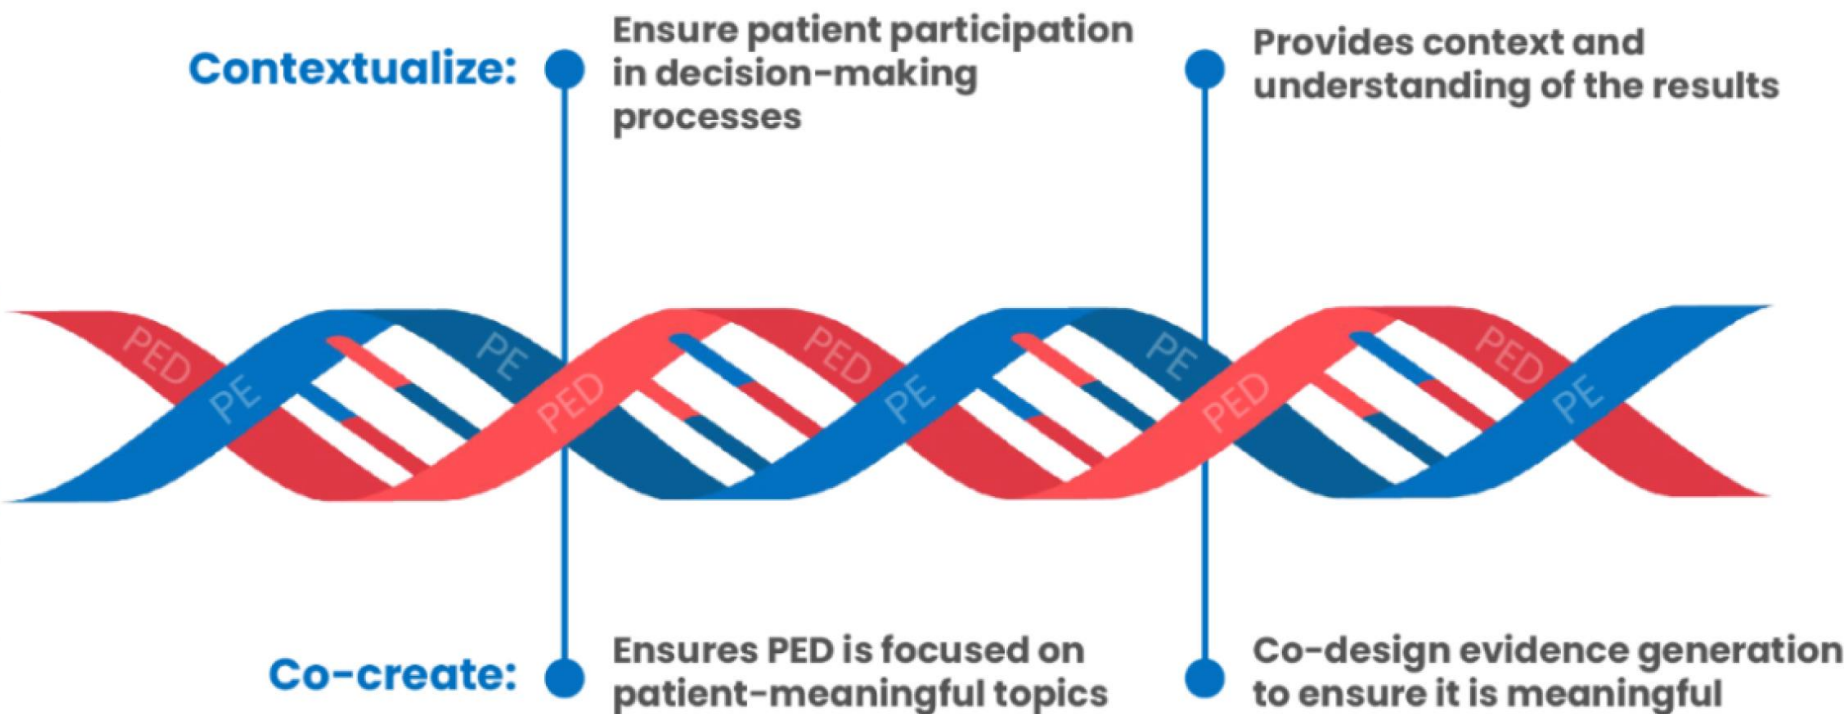 Contextualize:
Ensure patient participation
in decision-making
processes
Provides context and
understanding of the results
PED
PE
PE
PED
PED
PE
PE
PED
PED
PE
Co-create:
Ensures PED is focused on
patient-meaningful topics
Co-design evidence generation
to ensure it is meaningful